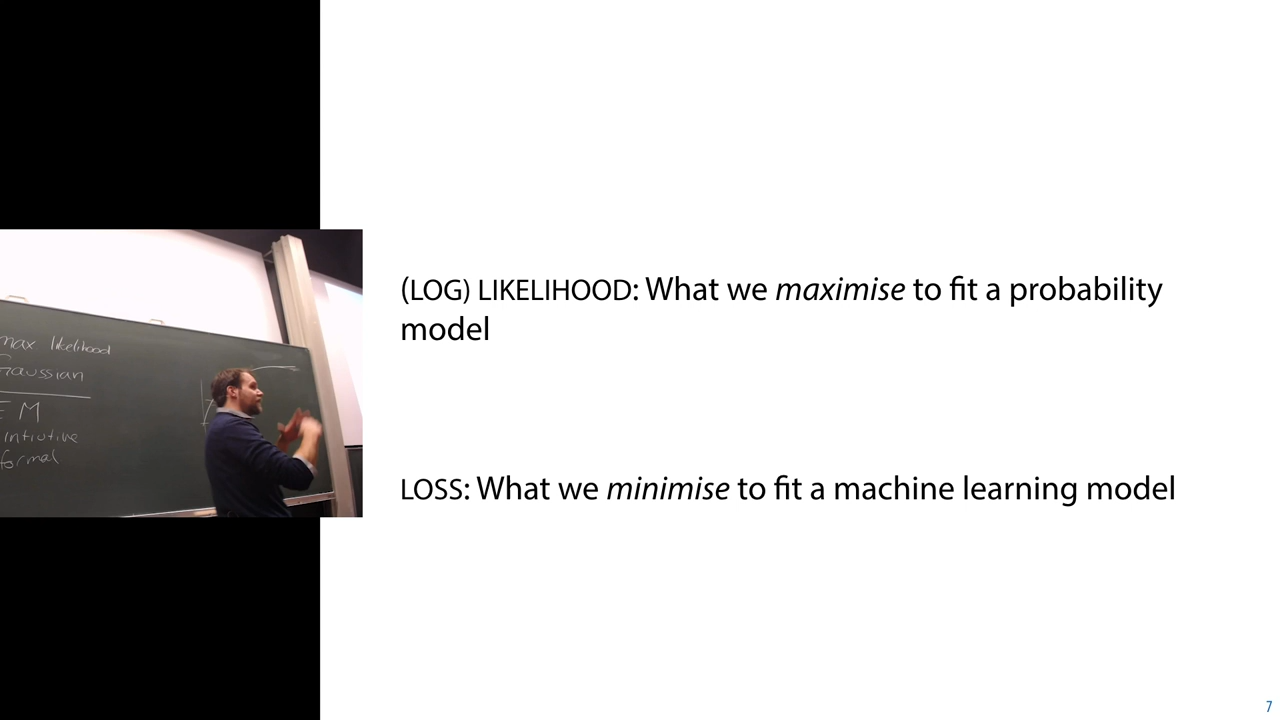 max likelihood
Gaussian
EM
intiutive
formal
(LOG) LIKELIHOOD: What we maximise to fit a probability
model
LOSS: What we minimise to fit a machine learning model
7